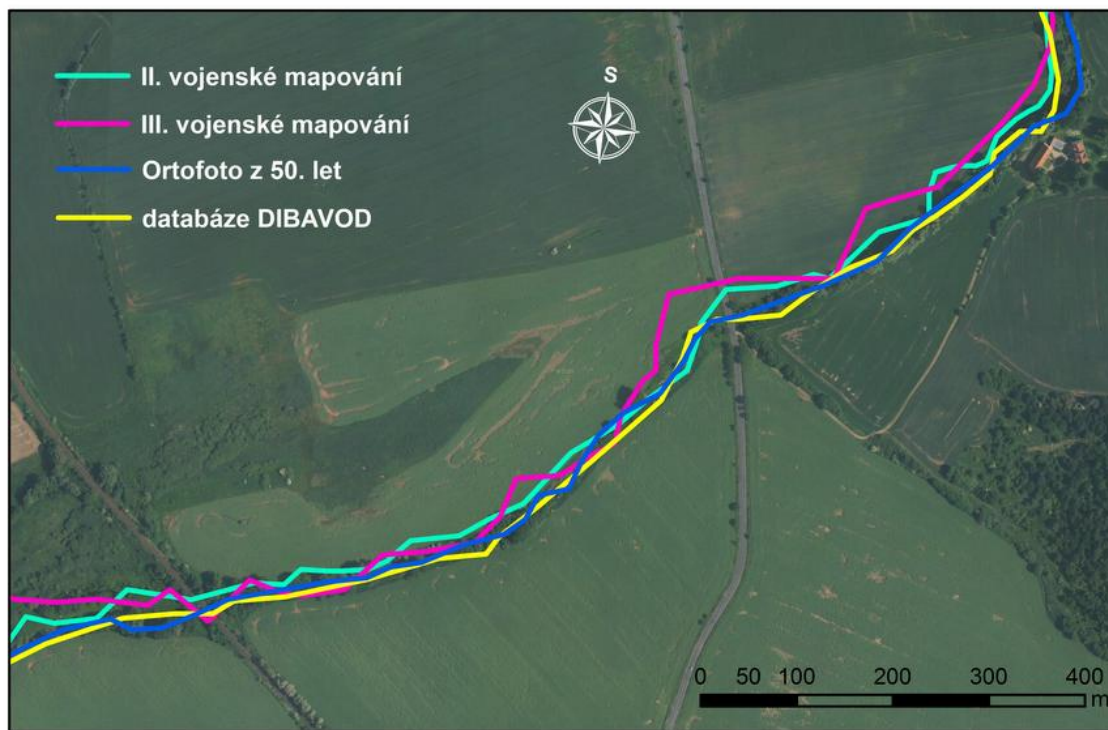 II. vojenské mapování
III. vojenské mapování
Ortofoto z 50. let
databáze DIBAVOD
S
0 50 100 200 300 400
m